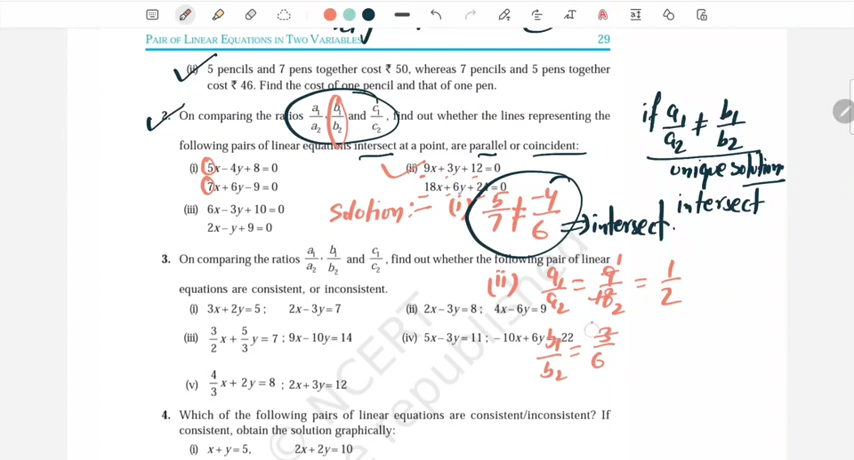 PAIR OF LINEAR EQUATIONS IN TWO VARIABLES 29
(ii) 5 pencils and 7 pens together cost ₹ 50, whereas 7 pencils and 5 pens together
cost ₹ 46. Find the cost of one pencil and that of one pen.
2. On comparing the ratios a₁/a₂, b₁/b₂ and c₁/c₂, find out whether the lines representing the
following pairs of linear equations intersect at a point, are parallel or coincident:
if a₁/a₂ ≠ b₁/b₂
unique solution
intersect
(i) 5x – 4y + 8 = 0 (ii) 9x + 3y + 12 = 0
7x + 6y – 9 = 0 18x + 6y + 24 = 0
(iii) 6x – 3y + 10 = 0
2x – y + 9 = 0
Solution:- (i) 5/7 ≠ -4/6 ⇒ intersect.
3. On comparing the ratios a₁/a₂, b₁/b₂ and c₁/c₂, find out whether the following pair of linear
equations are consistent, or inconsistent.
(ii) a₁/a₂ = 9/18 = 1/2
(i) 3x + 2y = 5; 2x – 3y = 7 (ii) 2x – 3y = 8; 4x – 6y = 9
(iii) 3/2 x + 5/3 y = 7; 9x – 10y = 14 (iv) 5x – 3y = 11; – 10x + 6y = –22
b₁/b₂ = 3/6
(v) 4/3 x + 2y = 8; 2x + 3y = 12
4. Which of the following pairs of linear equations are consistent/inconsistent? If
consistent, obtain the solution graphically:
(i) x + y = 5, 2x + 2y = 10
© NCERT
republished